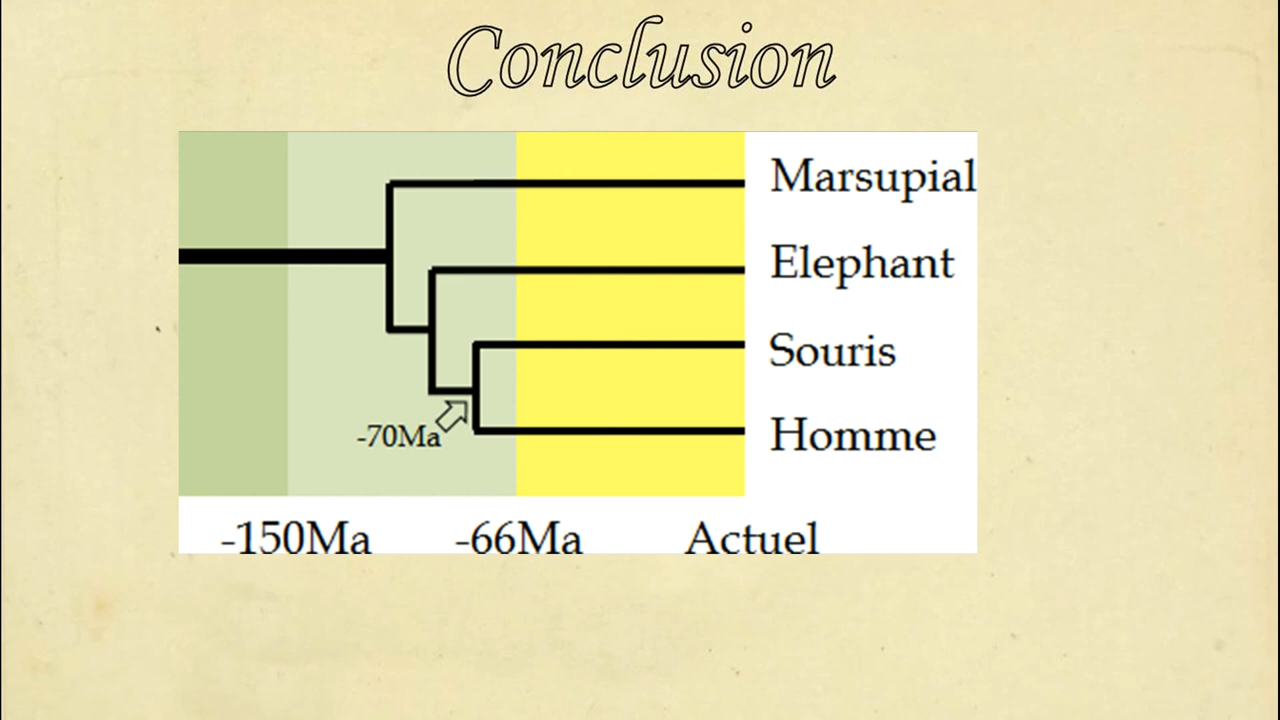 Conclusion
Marsupial
Elephant
Souris
-70Ma
Homme
-150Ma -66Ma Actuel